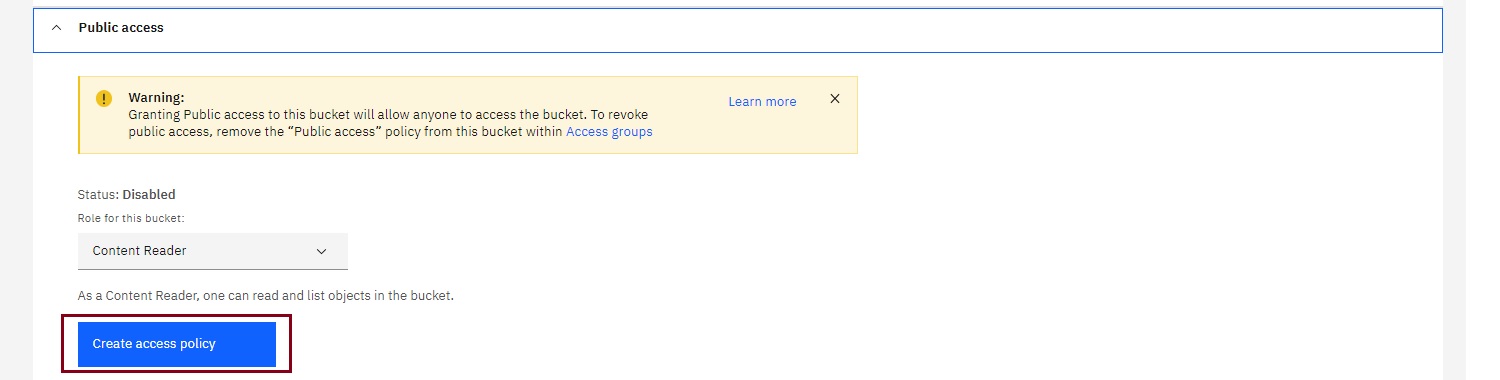 Public access
Warning:
Granting Public access to this bucket will allow anyone to access the bucket. To revoke
public access, remove the “Public access” policy from this bucket within Access groups
Learn more
Status: Disabled
Role for this bucket:
Content Reader
As a Content Reader, one can read and list objects in the bucket.
Create access policy